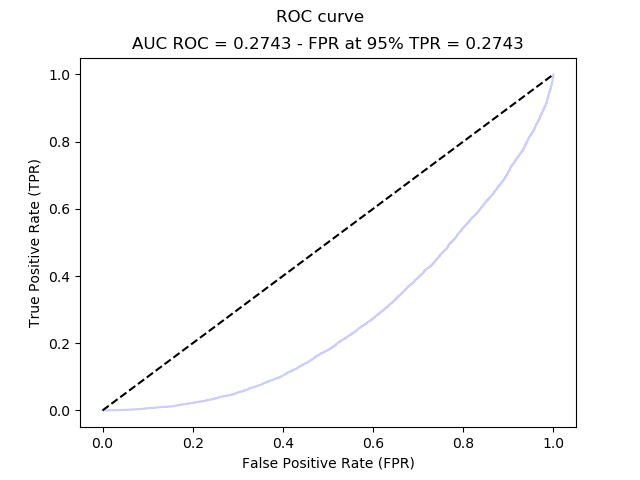 ROC curve
AUC ROC = 0.2743 - FPR at 95% TPR = 0.2743
1.0
0.8
0.6
0.4
0.2
0.0
True Positive Rate (TPR)
0.0 0.2 0.4 0.6 0.8 1.0
False Positive Rate (FPR)